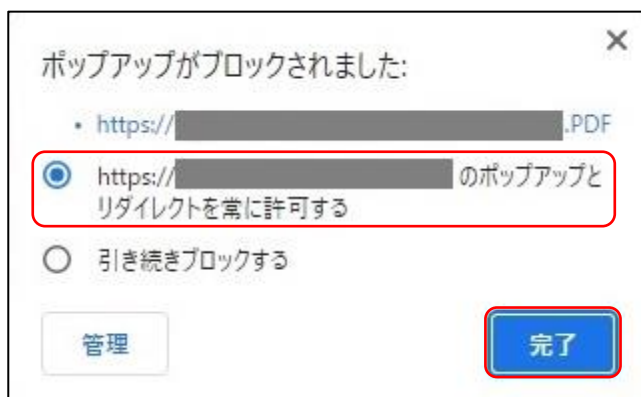 ポップアップがブロックされました:
• https:// .PDF
https:// のポップアップと
リダイレクトを常に許可する
引き続きブロックする
管理
完了